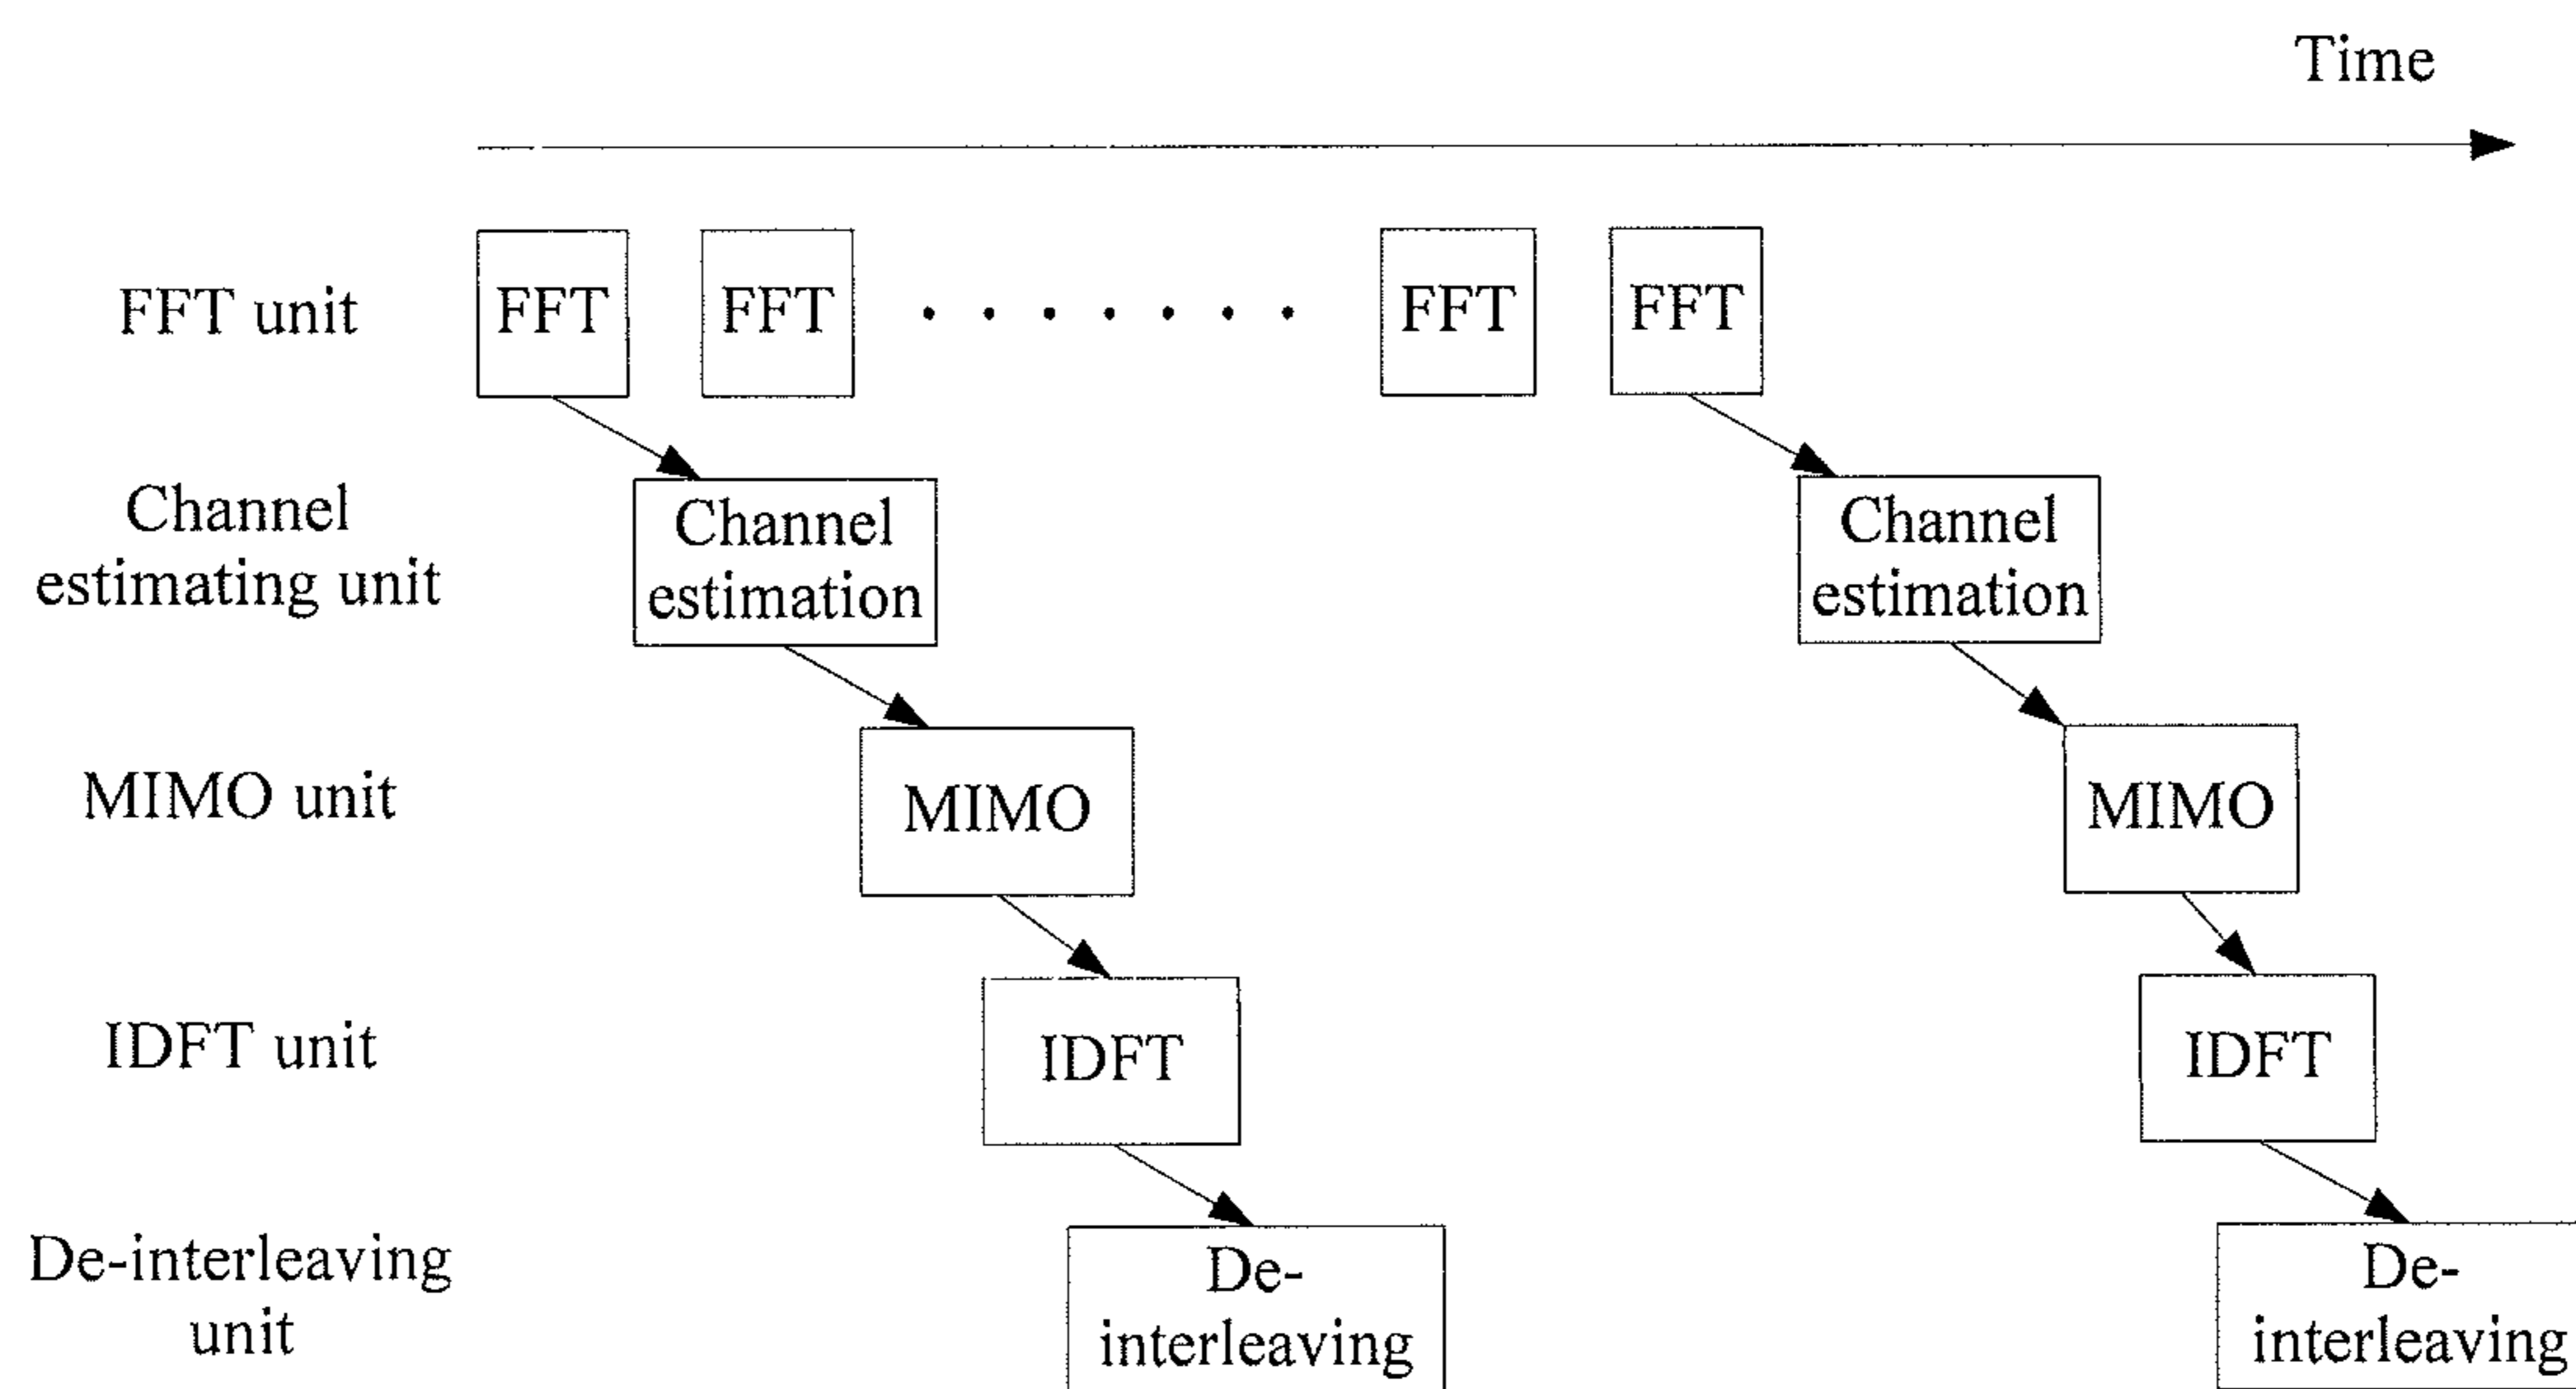 Time
FFT unit
FFT
FFT
FFT
FFT
Channel
estimating unit
Channel
estimation
Channel
estimation
MIMO unit
MIMO
MIMO
IDFT unit
IDFT
IDFT
De-interleaving
unit
De-
interleaving
De-
interleaving